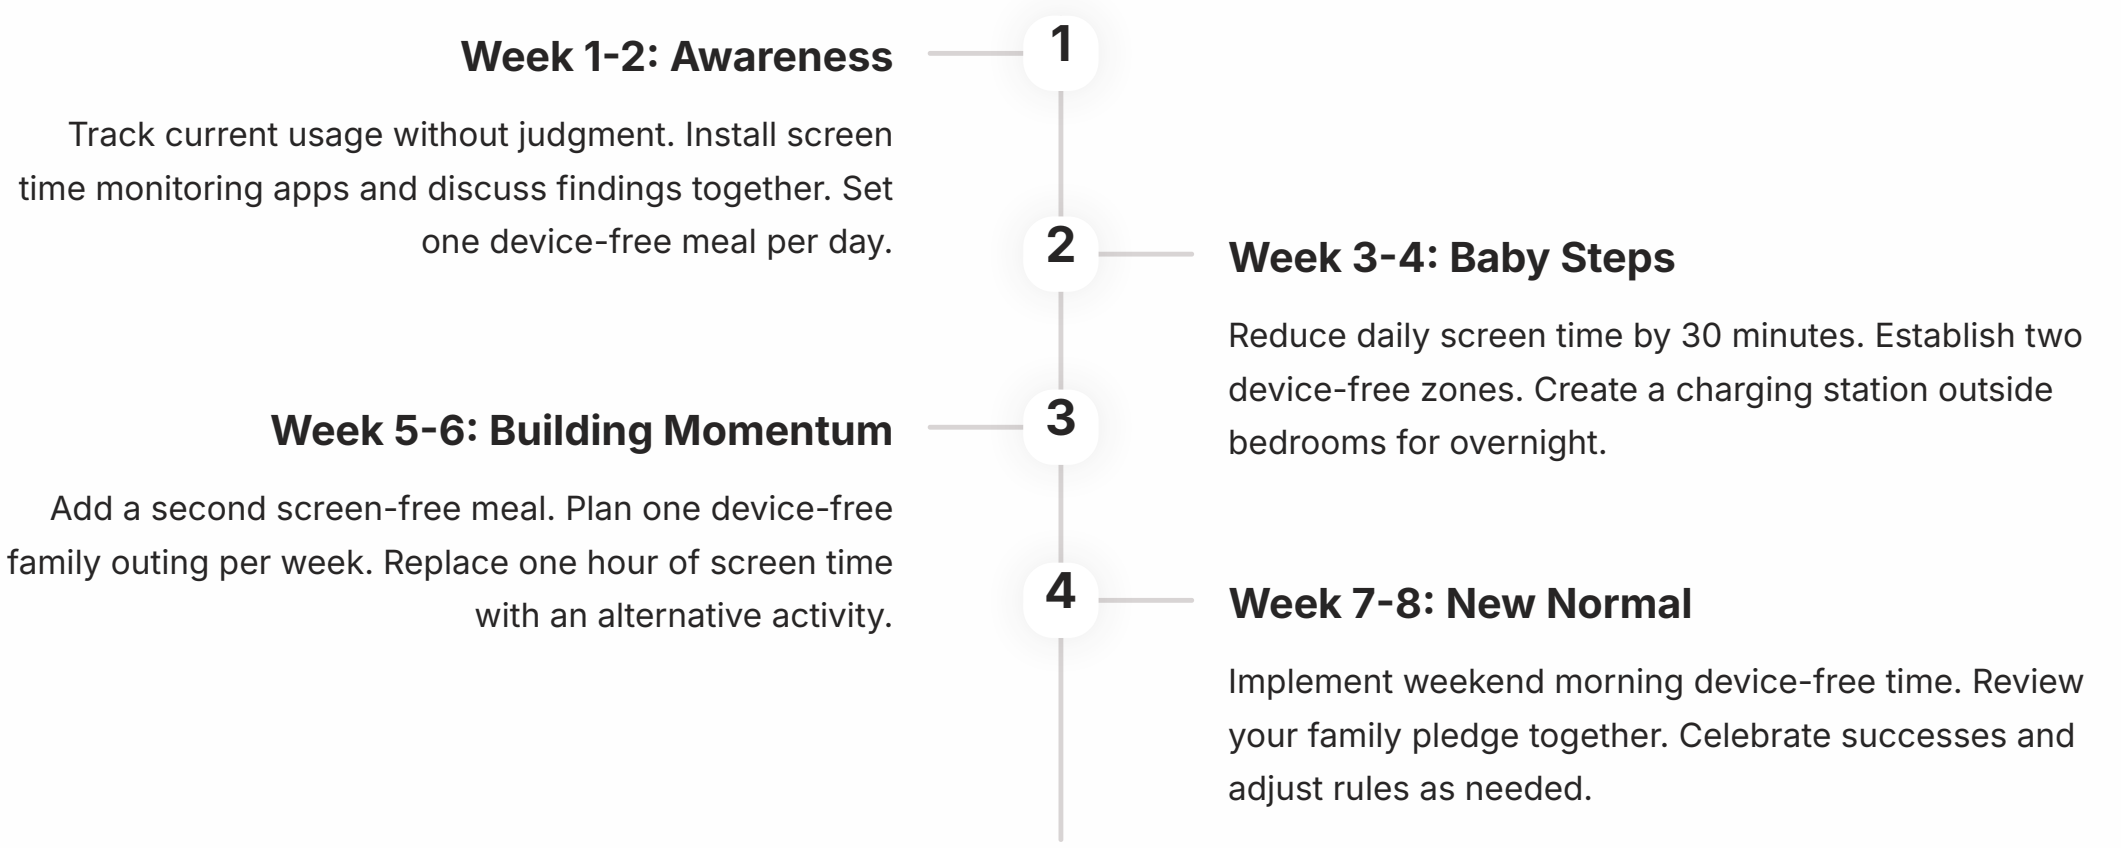 1
Week 1-2: Awareness
Track current usage without judgment. Install screen
time monitoring apps and discuss findings together. Set
one device-free meal per day.
2
Week 3-4: Baby Steps
Reduce daily screen time by 30 minutes. Establish two
device-free zones. Create a charging station outside
bedrooms for overnight.
3
Week 5-6: Building Momentum
Add a second screen-free meal. Plan one device-free
family outing per week. Replace one hour of screen time
with an alternative activity.
4
Week 7-8: New Normal
Implement weekend morning device-free time. Review
your family pledge together. Celebrate successes and
adjust rules as needed.